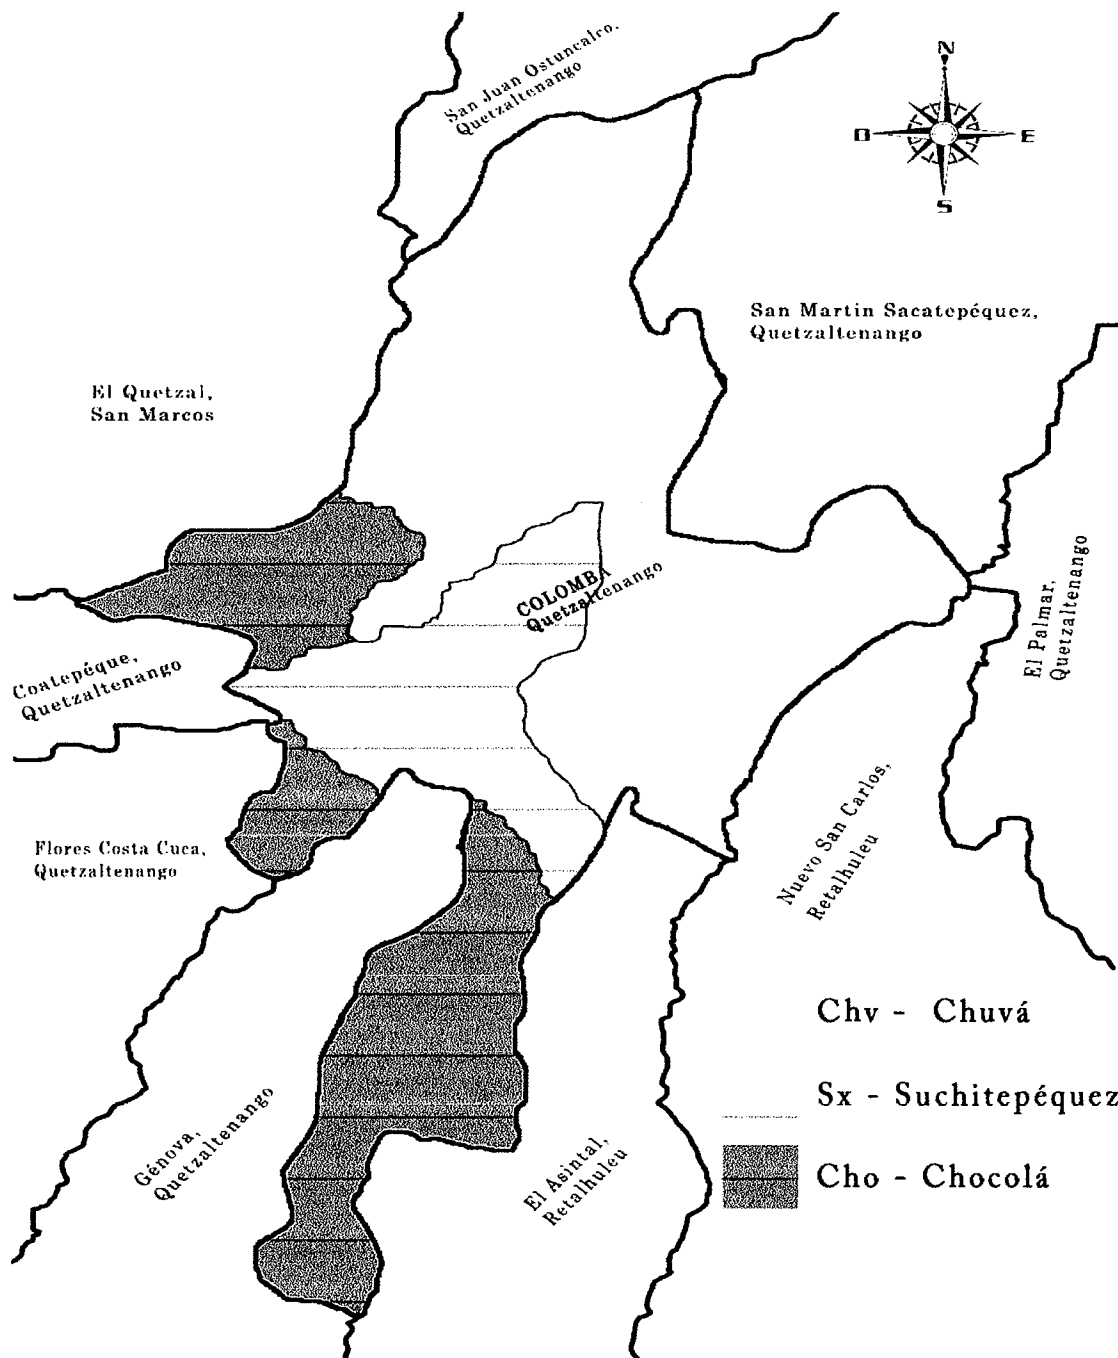 San Juan Ostuncalco,
Quetzaltenango
N
O
E
S
San Martin Sacatepéquez,
Quetzaltenango
El Quetzal,
San Marcos
COLOMBA
Quetzaltenango
El Palmar,
Quetzaltenango
Coatepéque,
Quetzaltenango
Nuevo San Carlos,
Retalhuleu
Flores Costa Cuca,
Quetzaltenango
Génova,
Quetzaltenango
El Asintal,
Retalhuleu
Chv - Chuvá
Sx - Suchitepéquez
Cho - Chocolá